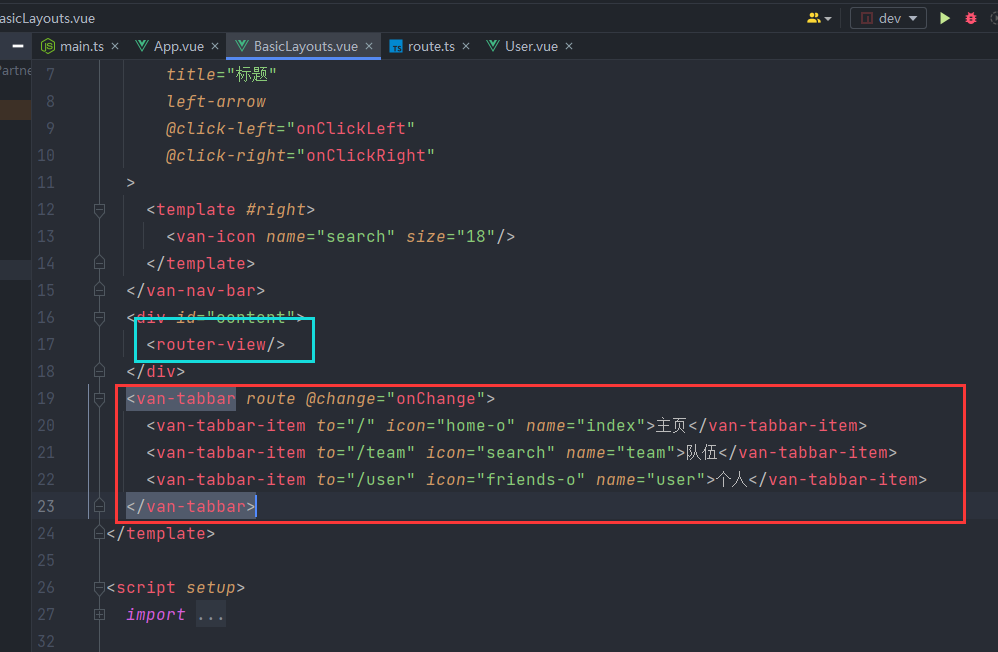 asicLayouts.vue
dev
main.ts × App.vue × BasicLayouts.vue × route.ts × User.vue ×
Partne
7 title="标题"
8 left-arrow
9 @click-left="onClickLeft"
10 @click-right="onClickRight"
11 >
12 <template #right>
13 <van-icon name="search" size="18"/>
14 </template>
15 </van-nav-bar>
16 <div id="content">
17 <router-view/>
18 </div>
19 <van-tabbar route @change="onChange">
20 <van-tabbar-item to="/" icon="home-o" name="index">主页</van-tabbar-item>
21 <van-tabbar-item to="/team" icon="search" name="team">队伍</van-tabbar-item>
22 <van-tabbar-item to="/user" icon="friends-o" name="user">个人</van-tabbar-item>
23 </van-tabbar>
24 </template>
25
26 <script setup>
27 import ...
32